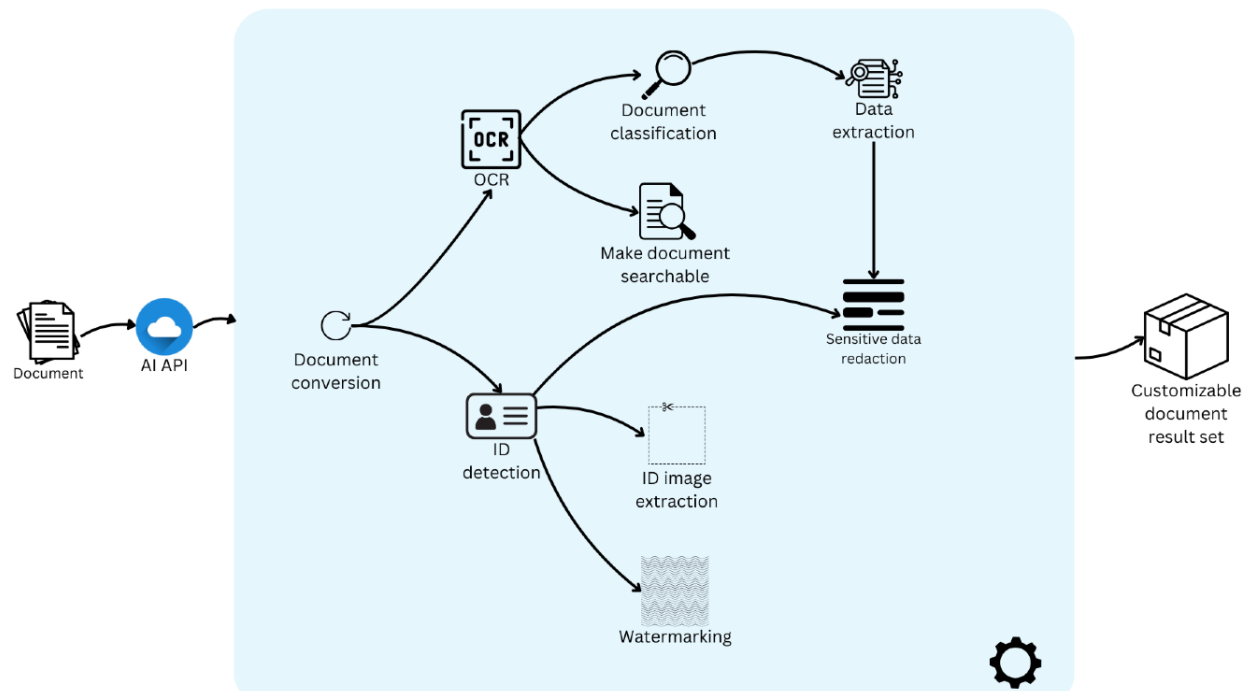 Document
AI API
Document
conversion
OCR
OCR
Document
classification
Data
extraction
Make document
searchable
Sensitive data
redaction
ID
detection
ID image
extraction
Watermarking
Customizable
document
result set